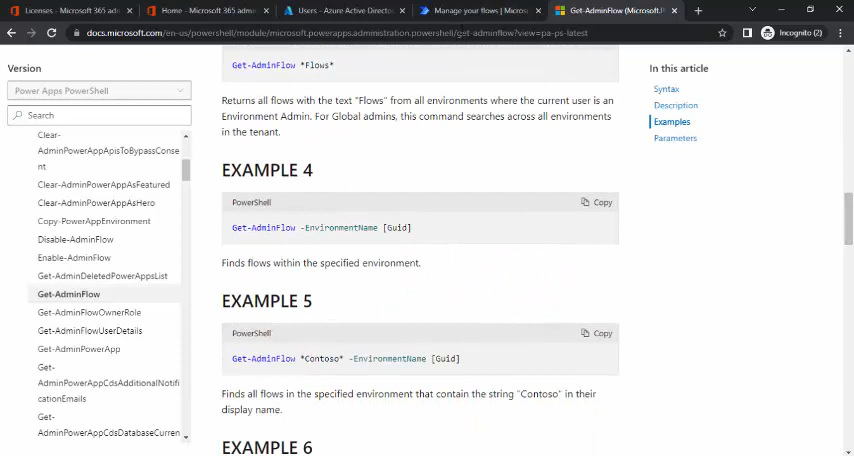 Licenses - Microsoft 365 adm
Home - Microsoft 365 admin
Users - Azure Active Director
Manage your flows | Microso
Get-AdminFlow (Microsoft.P
docs.microsoft.com/en-us/powershell/module/microsoft.powerapps.administration.powershell/get-adminflow?view=pa-ps-latest
Incognito (2)
Version
Power Apps PowerShell
Search
Clear-
AdminPowerAppApisToBypassConse
nt
Clear-AdminPowerAppAsFeatured
Clear-AdminPowerAppAsHero
Copy-PowerAppEnvironment
Disable-AdminFlow
Enable-AdminFlow
Get-AdminDeletedPowerAppsList
Get-AdminFlow
Get-AdminFlowOwnerRole
Get-AdminFlowUserDetails
Get-AdminPowerApp
Get-
AdminPowerAppCdsAdditionalNotifi
cationEmails
Get-
AdminPowerAppCdsDatabaseCurren
Get-AdminFlow *Flows*
Returns all flows with the text "Flows" from all environments where the current user is an
Environment Admin. For Global admins, this command searches across all environments
in the tenant.
EXAMPLE 4
PowerShell
Copy
Get-AdminFlow -EnvironmentName [Guid]
Finds flows within the specified environment.
EXAMPLE 5
PowerShell
Copy
Get-AdminFlow *Contoso* -EnvironmentName [Guid]
Finds all flows in the specified environment that contain the string "Contoso" in their
display name.
EXAMPLE 6
In this article
Syntax
Description
Examples
Parameters